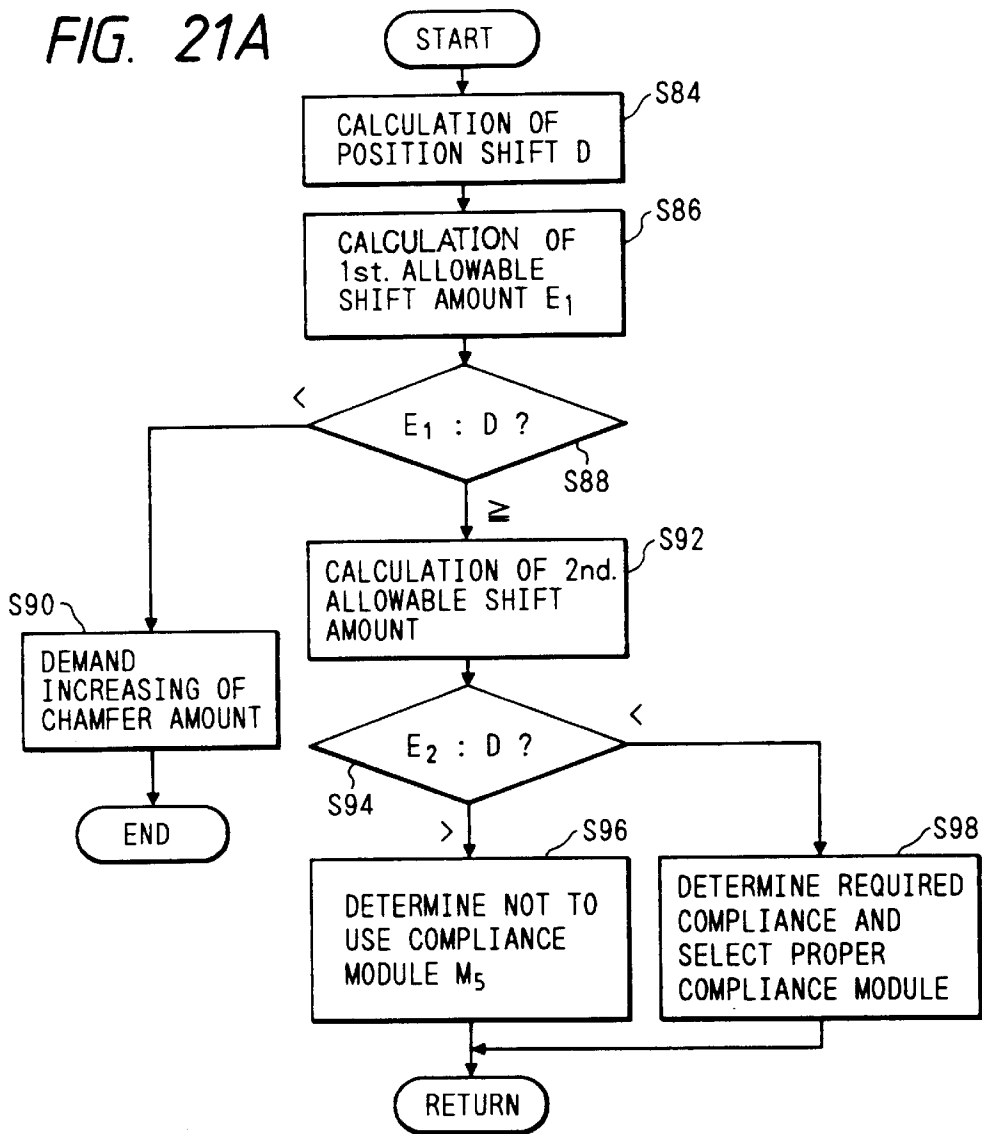 FIG. 21A
START
S84
CALCULATION OF
POSITION SHIFT D
S86
CALCULATION OF
1st. ALLOWABLE
SHIFT AMOUNT E₁
<
E₁ : D ?
S88
≧
S92
CALCULATION OF 2nd.
ALLOWABLE SHIFT
AMOUNT
S90
DEMAND
INCREASING OF
CHAMFER AMOUNT
END
<
E₂ : D ?
S94
>
S96
DETERMINE NOT TO
USE COMPLIANCE
MODULE M₅
S98
DETERMINE REQUIRED
COMPLIANCE AND
SELECT PROPER
COMPLIANCE MODULE
RETURN